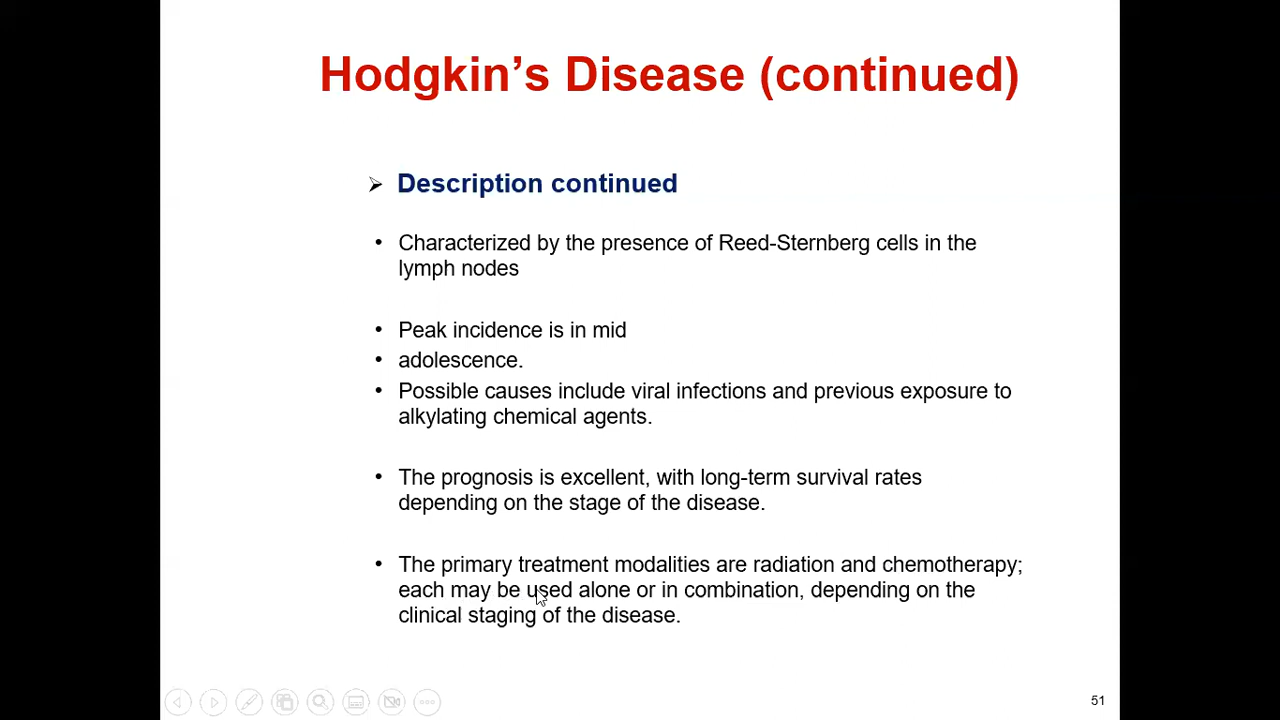 Hodgkin’s Disease (continued)
➢ Description continued
• Characterized by the presence of Reed-Sternberg cells in the
lymph nodes
• Peak incidence is in mid
• adolescence.
• Possible causes include viral infections and previous exposure to
alkylating chemical agents.
• The prognosis is excellent, with long-term survival rates
depending on the stage of the disease.
• The primary treatment modalities are radiation and chemotherapy;
each may be used alone or in combination, depending on the
clinical staging of the disease.
51